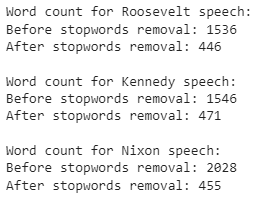 Word count for Roosevelt speech:
Before stopwords removal: 1536
After stopwords removal: 446
Word count for Kennedy speech:
Before stopwords removal: 1546
After stopwords removal: 471
Word count for Nixon speech:
Before stopwords removal: 2028
After stopwords removal: 455